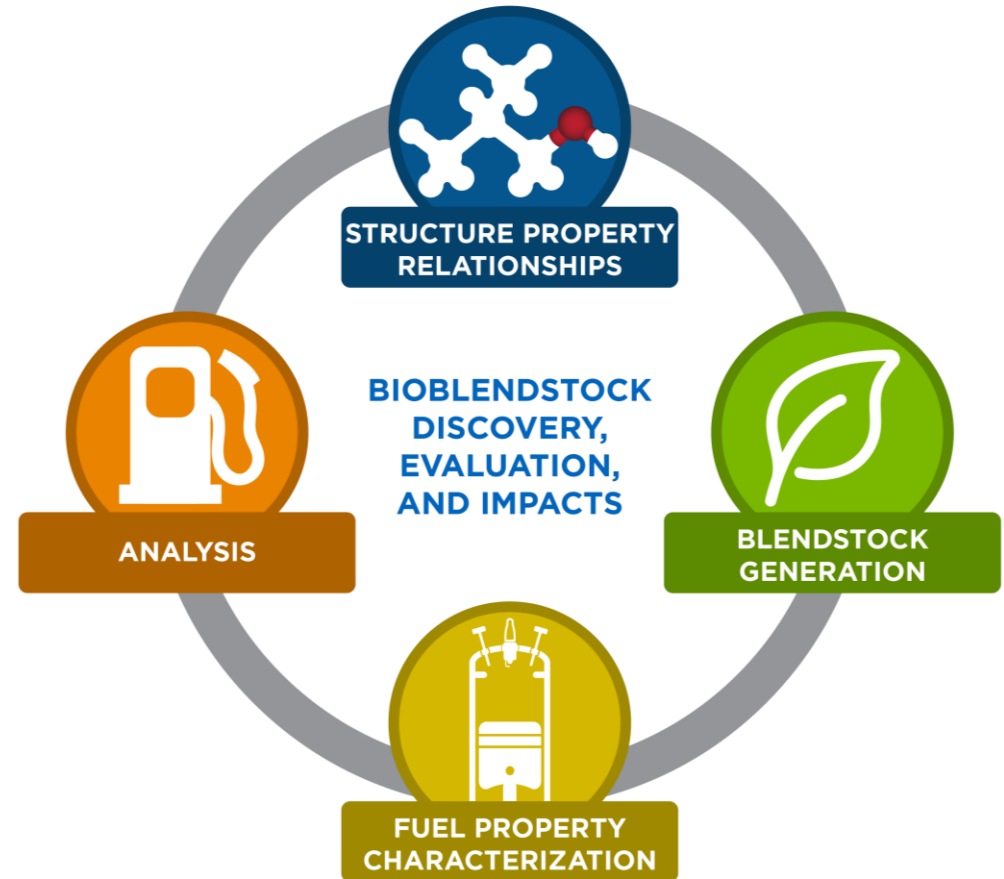 STRUCTURE PROPERTY
RELATIONSHIPS
BIOBLENDSTOCK
DISCOVERY,
EVALUATION,
AND IMPACTS
ANALYSIS
BLENDSTOCK
GENERATION
FUEL PROPERTY
CHARACTERIZATION